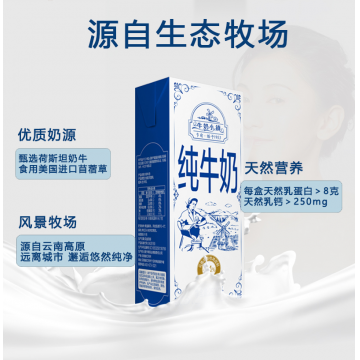 源自生态牧场
优质奶源
甄选荷斯坦奶牛
食用美国进口苜蓿草
纯牛奶
天然营养
每盒天然乳蛋白>8克
天然乳钙>250mg
风景牧场
源自云南高原
远离城市 邂逅悠然纯净